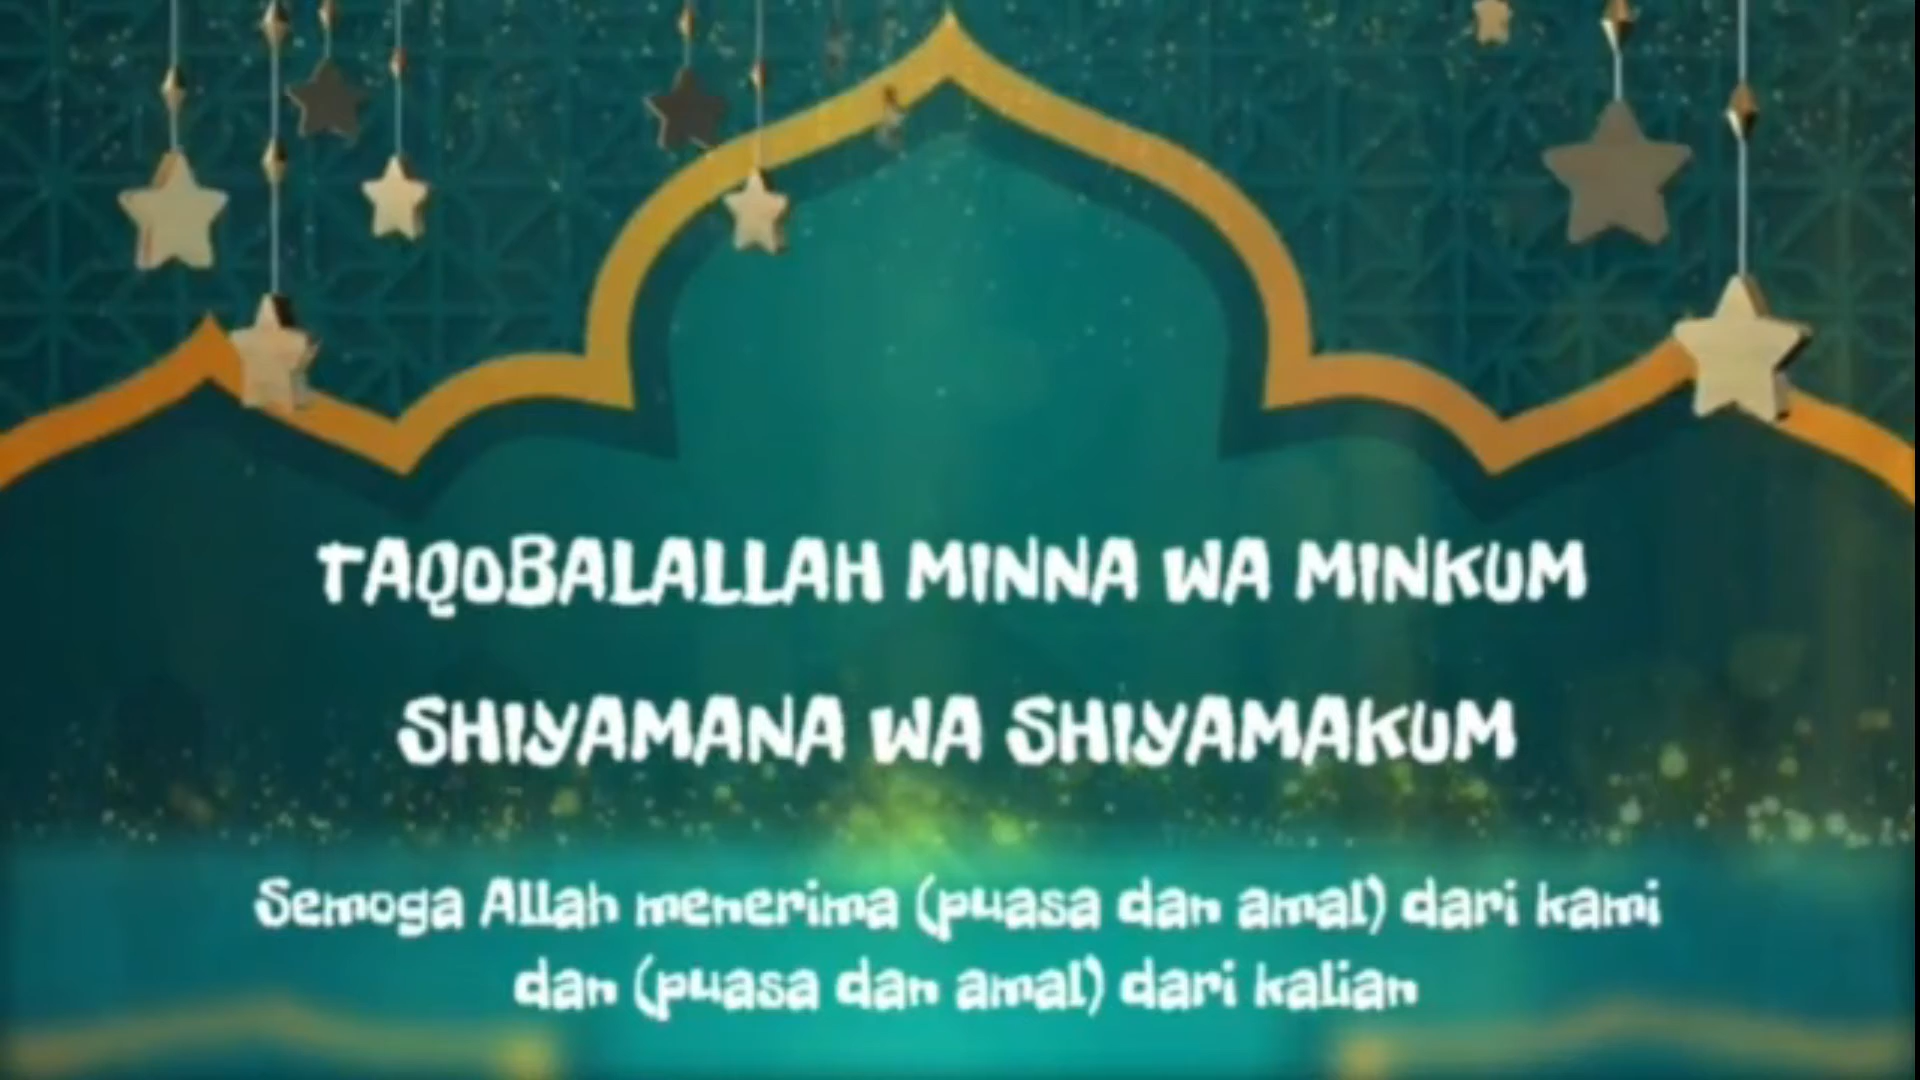 TAQOBALALLAH MINNA WA MINKUM
SHIYAMANA WA SHIYAMAKUM
Semoga Allah menerima (puasa dan amal) dari kami
dan (puasa dan amal) dari kalian